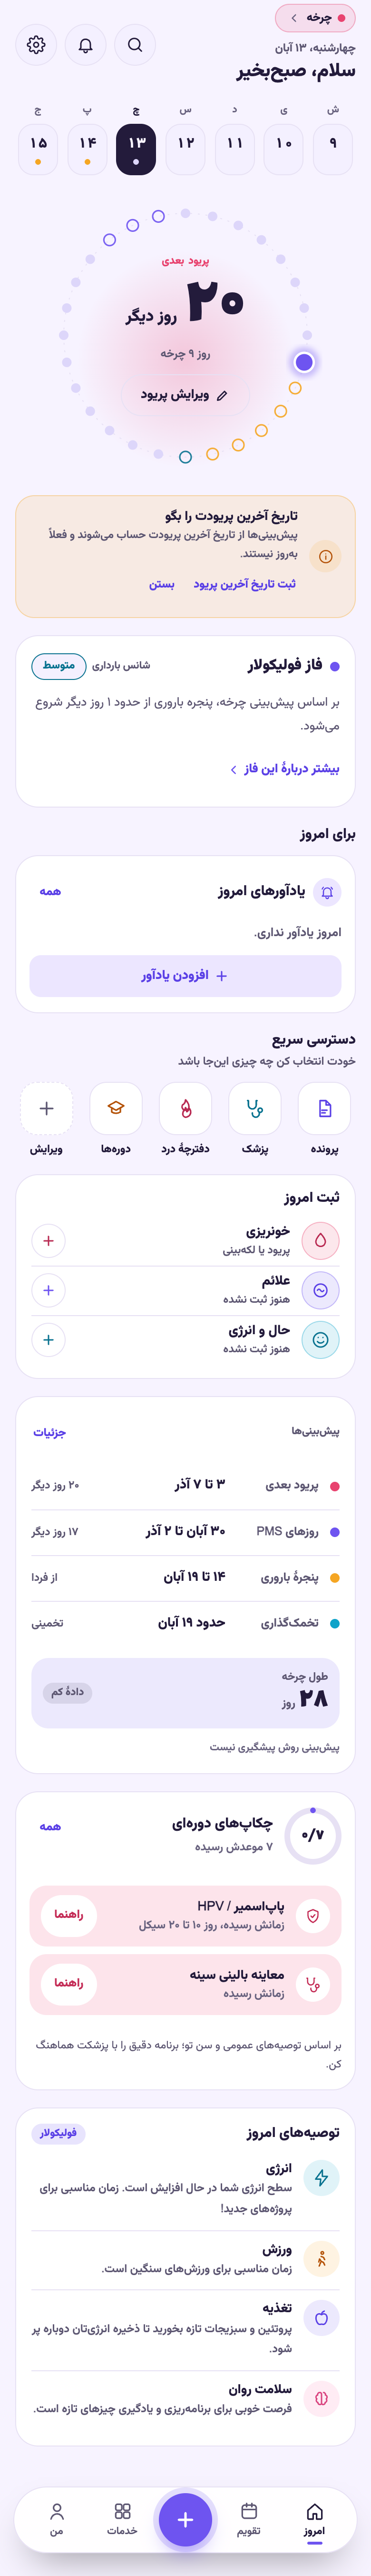 چرخه
چهارشنبه، ۱۳ آبان
سلام، صبح‌بخیر
ش ی د س چ پ ج
۹ ۱۰ ۱۱ ۱۲ ۱۳ ۱۴ ۱۵
پریود بعدی
۲۰ روز دیگر
روز ۹ چرخه
ویرایش پریود
تاریخ آخرین پریودت را بگو
پیش‌بینی‌ها از تاریخ آخرین پریودت حساب می‌شوند و فعلاً
به‌روز نیستند.
ثبت تاریخ آخرین پریود بستن
فاز فولیکولار شانس بارداری متوسط
بر اساس پیش‌بینی چرخه، پنجره باروری از حدود ۱ روز دیگر شروع
می‌شود.
بیشتر دربارهٔ این فاز
برای امروز
یادآورهای امروز همه
امروز یادآور نداری.
افزودن یادآور
دسترسی سریع
خودت انتخاب کن چه چیزی این‌جا باشد
پرونده پزشک دفترچهٔ درد دوره‌ها ویرایش
ثبت امروز
خونریزی
پریود یا لکه‌بینی
علائم
هنوز ثبت نشده
حال و انرژی
هنوز ثبت نشده
پیش‌بینی‌ها جزئیات
پریود بعدی ۳ تا ۷ آذر ۲۰ روز دیگر
روزهای PMS ۳۰ آبان تا ۲ آذر ۱۷ روز دیگر
پنجرهٔ باروری ۱۴ تا ۱۹ آبان از فردا
تخمک‌گذاری حدود ۱۹ آبان تخمینی
طول چرخه
۲۸ روز دادهٔ کم
پیش‌بینی روش پیشگیری نیست
۰/۷ چکاپ‌های دوره‌ای همه
۷ موعدش رسیده
پاپ‌اسمیر / HPV راهنما
زمانش رسیده، روز ۱۰ تا ۲۰ سیکل
معاینه بالینی سینه راهنما
زمانش رسیده
بر اساس توصیه‌های عمومی و سن تو؛ برنامه دقیق را با پزشکت هماهنگ
کن.
توصیه‌های امروز فولیکولار
انرژی
سطح انرژی شما در حال افزایش است. زمان مناسبی برای
پروژه‌های جدید!
ورزش
زمان مناسبی برای ورزش‌های سنگین است.
تغذیه
پروتئین و سبزیجات تازه بخورید تا ذخیره انرژی‌تان دوباره پر
شود.
سلامت روان
فرصت خوبی برای برنامه‌ریزی و یادگیری چیزهای تازه است.
امروز تقویم خدمات من